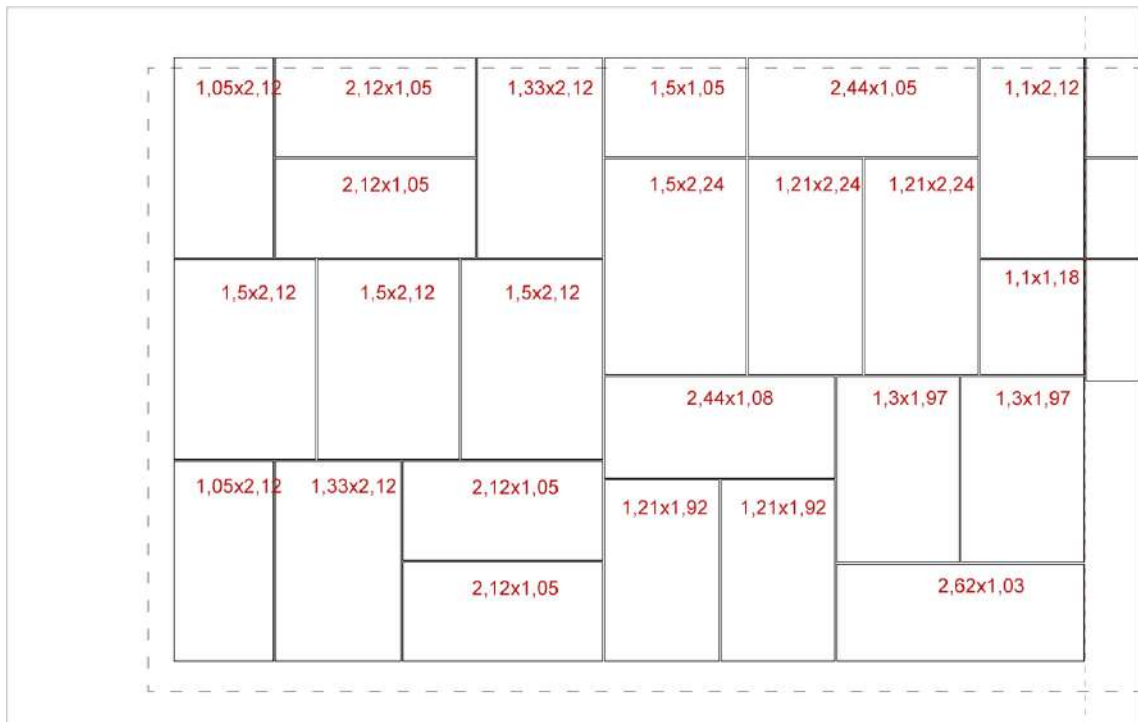 1,05x2,12
2,12x1,05
1,33x2,12
1,5x1,05
2,44x1,05
1,1x2,12
2,12x1,05
1,5x2,24
1,21x2,24
1,21x2,24
1,1x1,18
1,5x2,12
1,5x2,12
1,5x2,12
2,44x1,08
1,3x1,97
1,3x1,97
1,05x2,12
1,33x2,12
2,12x1,05
1,21x1,92
1,21x1,92
2,12x1,05
2,62x1,03